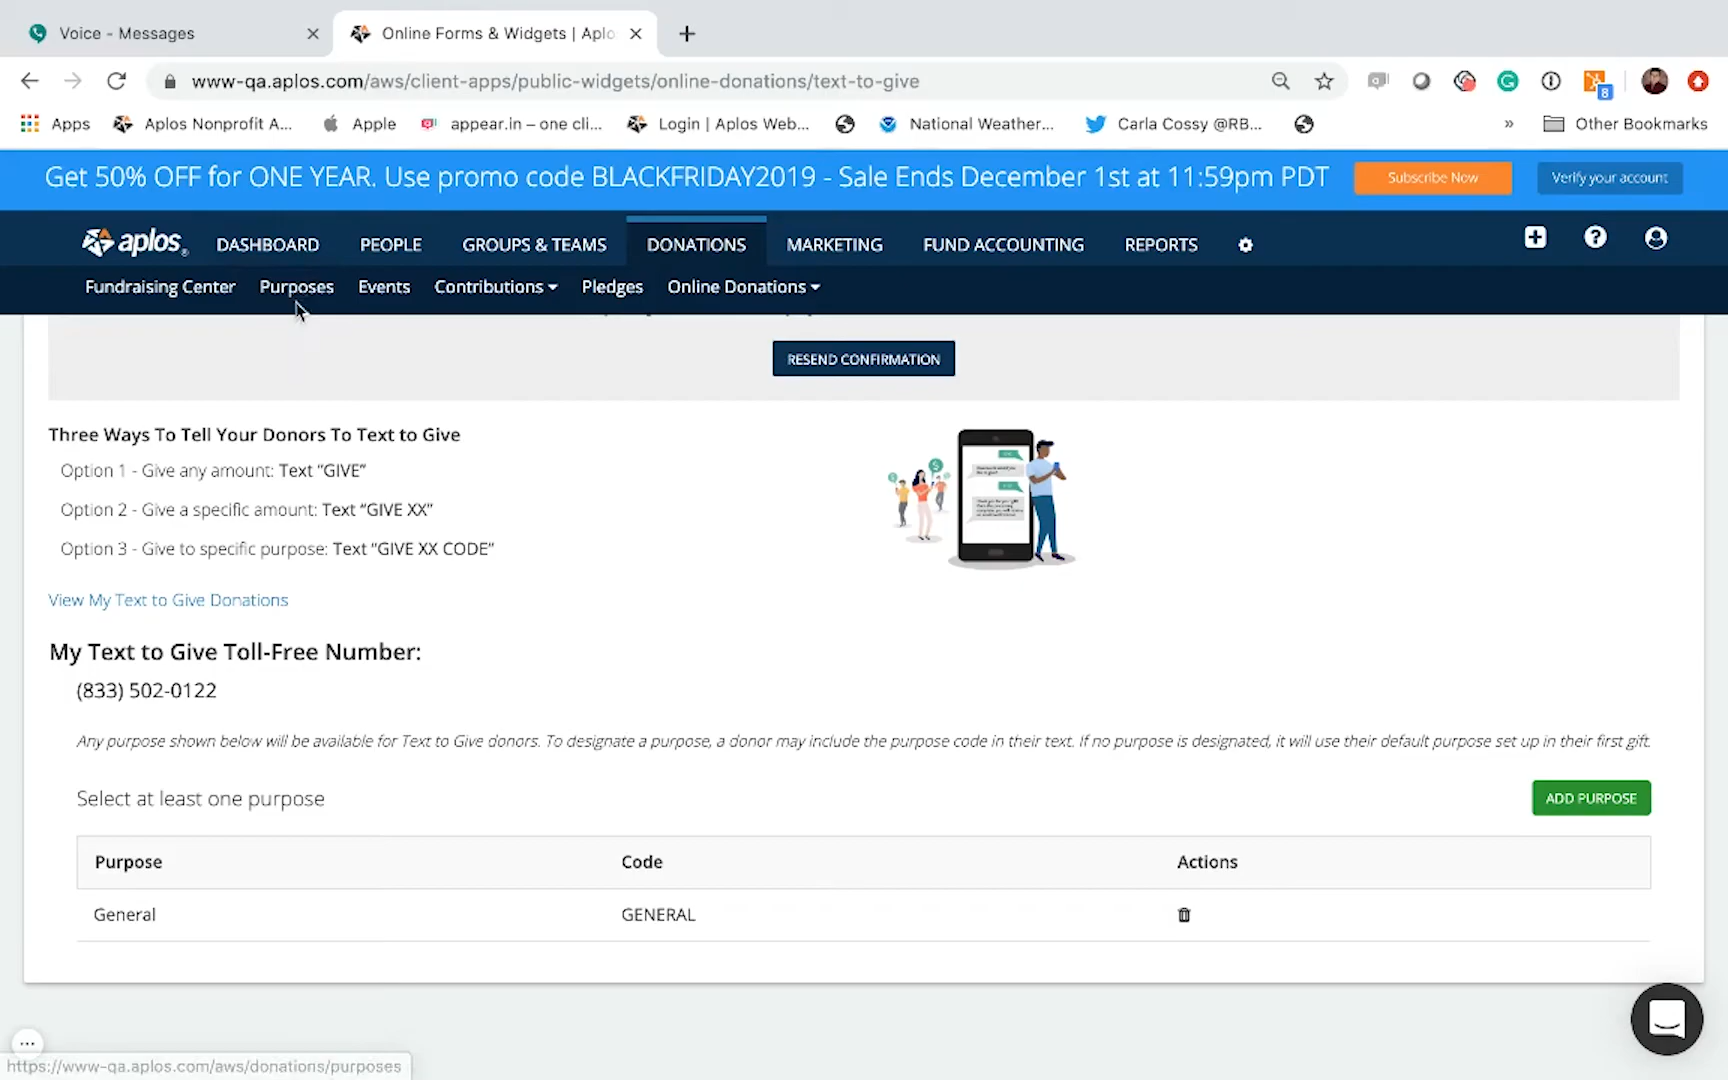 Voice - Messages
Online Forms & Widgets | Aplo
www-qa.aplos.com/aws/client-apps/public-widgets/online-donations/text-to-give
8
Apps
Aplos Nonprofit A...
Apple
appear.in – one cli...
Login | Aplos Web...
National Weather...
Carla Cossy @RB...
»
Other Bookmarks
Get 50% OFF for ONE YEAR. Use promo code BLACKFRIDAY2019 - Sale Ends December 1st at 11:59pm PDT
Subscribe Now
Verify your account
aplos
DASHBOARD
PEOPLE
GROUPS & TEAMS
DONATIONS
MARKETING
FUND ACCOUNTING
REPORTS
Fundraising Center
Purposes
Events
Contributions
Pledges
Online Donations
RESEND CONFIRMATION
Three Ways To Tell Your Donors To Text to Give
Option 1 - Give any amount: Text “GIVE”
Option 2 - Give a specific amount: Text “GIVE XX”
Option 3 - Give to specific purpose: Text “GIVE XX CODE”
View My Text to Give Donations
My Text to Give Toll-Free Number:
(833) 502-0122
Any purpose shown below will be available for Text to Give donors. To designate a purpose, a donor may include the purpose code in their text. If no purpose is designated, it will use their default purpose set up in their first gift.
Select at least one purpose
ADD PURPOSE
Purpose
Code
Actions
General
GENERAL
...
https://www-qa.aplos.com/aws/donations/purposes